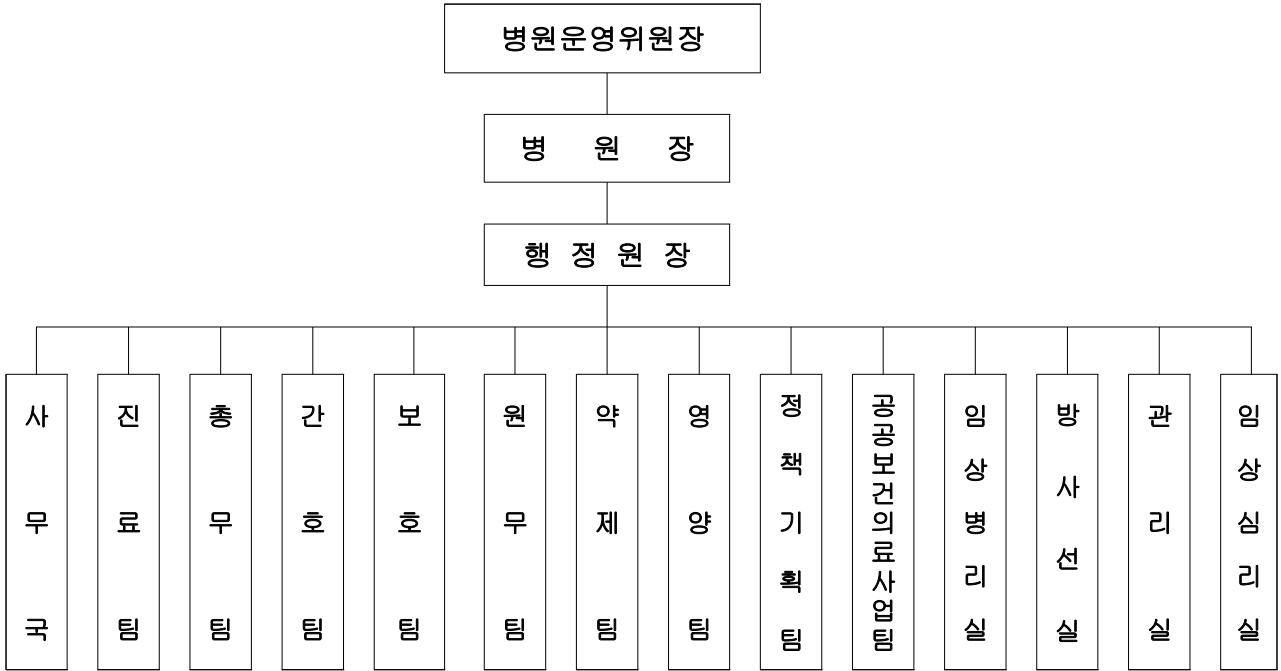 병원운영위원장
병 원 장
행 정 원 장
사무국
진료팀
총무팀
간호팀
보호팀
원무팀
약제팀
영양팀
정책기획팀
공공보건의료사업팀
임상병리실
방사선실
관리실
임상심리실